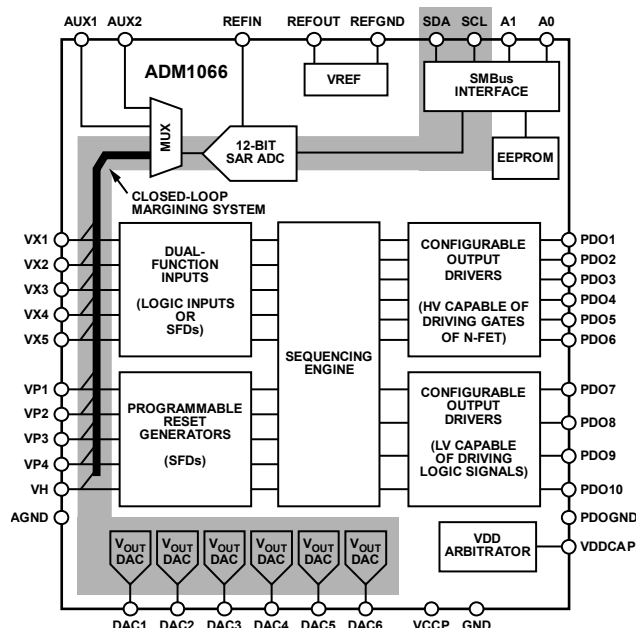 AUX1 AUX2 REFIN REFOUT REFGND SDA SCL A1 A0
ADM1066
VREF
SMBus
INTERFACE
MUX
12-BIT
SAR ADC
EEPROM
CLOSED-LOOP
MARGINING SYSTEM
VX1
VX2
VX3
VX4
VX5
DUAL-
FUNCTION
INPUTS
(LOGIC INPUTS
OR
SFDs)
SEQUENCING
ENGINE
CONFIGURABLE
OUTPUT
DRIVERS
(HV CAPABLE OF
DRIVING GATES
OF N-FET)
PDO1
PDO2
PDO3
PDO4
PDO5
PDO6
VP1
VP2
VP3
VP4
VH
AGND
PROGRAMMABLE
RESET
GENERATORS
(SFDs)
CONFIGURABLE
OUTPUT
DRIVERS
(LV CAPABLE
OF DRIVING
LOGIC SIGNALS)
PDO7
PDO8
PDO9
PDO10
PDOGND
VDDCAP
VDD
ARBITRATOR
VOUT
DAC
VOUT
DAC
VOUT
DAC
VOUT
DAC
VOUT
DAC
VOUT
DAC
DAC1 DAC2 DAC3 DAC4 DAC5 DAC6 VCCP GND